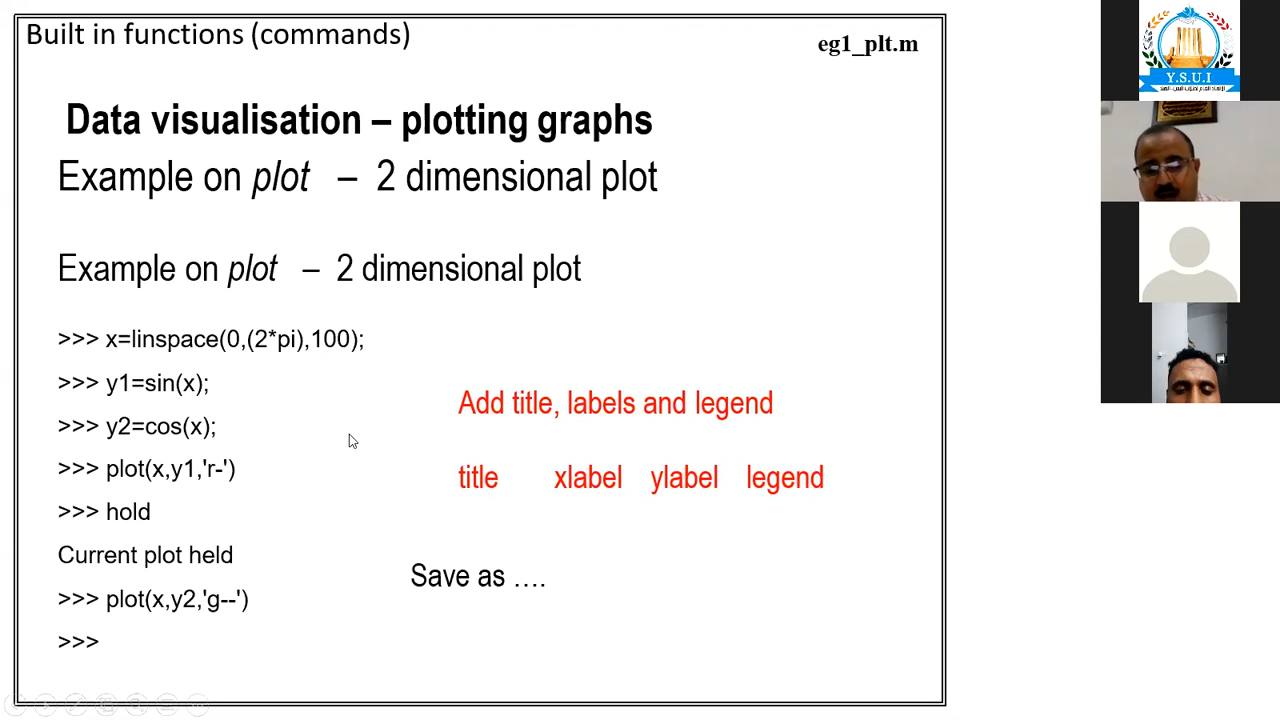 Built in functions (commands)
eg1_plt.m
Data visualisation – plotting graphs
Example on plot – 2 dimensional plot
Example on plot – 2 dimensional plot
>>> x=linspace(0,(2*pi),100);
>>> y1=sin(x);
>>> y2=cos(x);
>>> plot(x,y1,'r-')
>>> hold
Current plot held
>>> plot(x,y2,'g--')
>>>
Add title, labels and legend
title xlabel ylabel legend
Save as ….
Y.S.U.I